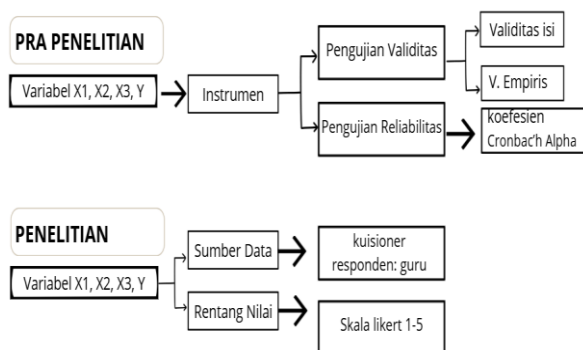 PRA PENELITIAN
Variabel X1, X2, X3, Y
Instrumen
Pengujian Validitas
Validitas isi
V. Empiris
Pengujian Reliabilitas
koefesien
Cronbac'h Alpha
PENELITIAN
Variabel X1, X2, X3, Y
Sumber Data
kuisioner
responden: guru
Rentang Nilai
Skala likert 1-5